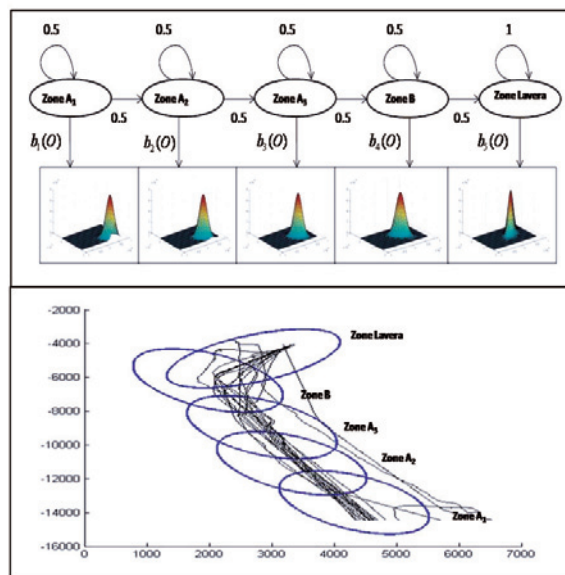 0.5 0.5 0.5 0.5 1
Zone A1 Zone A2 Zone A3 Zone B Zone Lavera
0.5 0.5 0.5 0.5
b1(O) b2(O) b3(O) b4(O) b5(O)
-2000
Zone Lavera
-4000
-6000
Zone B
-8000
Zone A3
-10000
Zone A2
-12000
-14000
Zone A1
-16000
0 1000 2000 3000 4000 5000 6000 7000